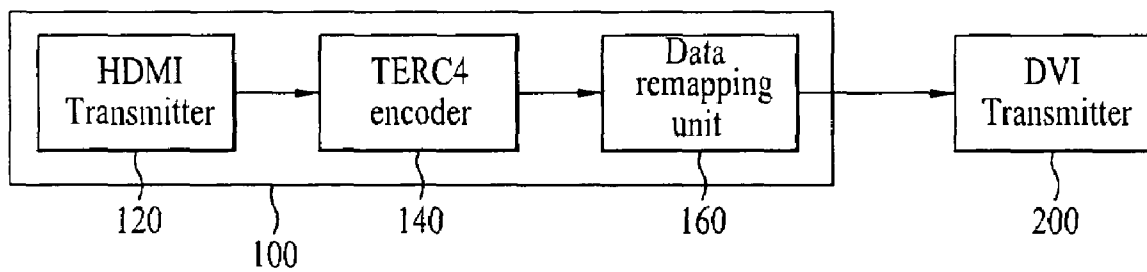 HDMI
Transmitter
TERC4
encoder
Data
remapping
unit
DVI
Transmitter
120
140
160
200
100